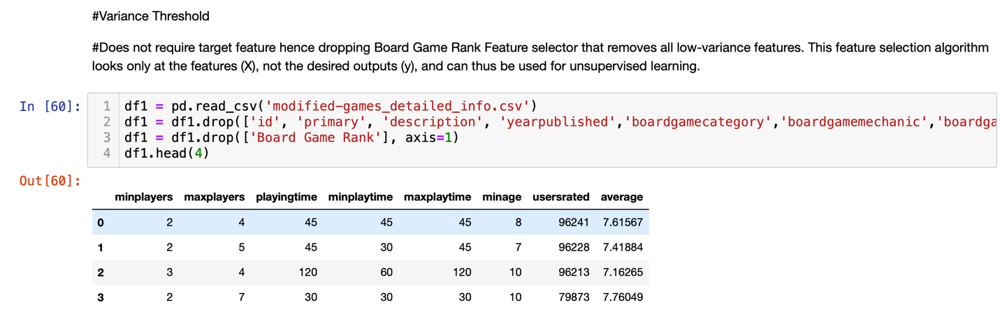 #Variance Threshold
#Does not require target feature hence dropping Board Game Rank Feature selector that removes all low-variance features. This feature selection algorithm
looks only at the features (X), not the desired outputs (y), and can thus be used for unsupervised learning.
In [60]:
1 df1 = pd.read_csv('modified-games_detailed_info.csv')
2 df1 = df1.drop(['id', 'primary', 'description', 'yearpublished','boardgamecategory','boardgamemechanic','boardga
3 df1 = df1.drop(['Board Game Rank'], axis=1)
4 df1.head(4)
Out[60]:
minplayers maxplayers playingtime minplaytime maxplaytime minage usersrated average
0 2 4 45 45 45 8 96241 7.61567
1 2 5 45 30 45 7 96228 7.41884
2 3 4 120 60 120 10 96213 7.16265
3 2 7 30 30 30 10 79873 7.76049